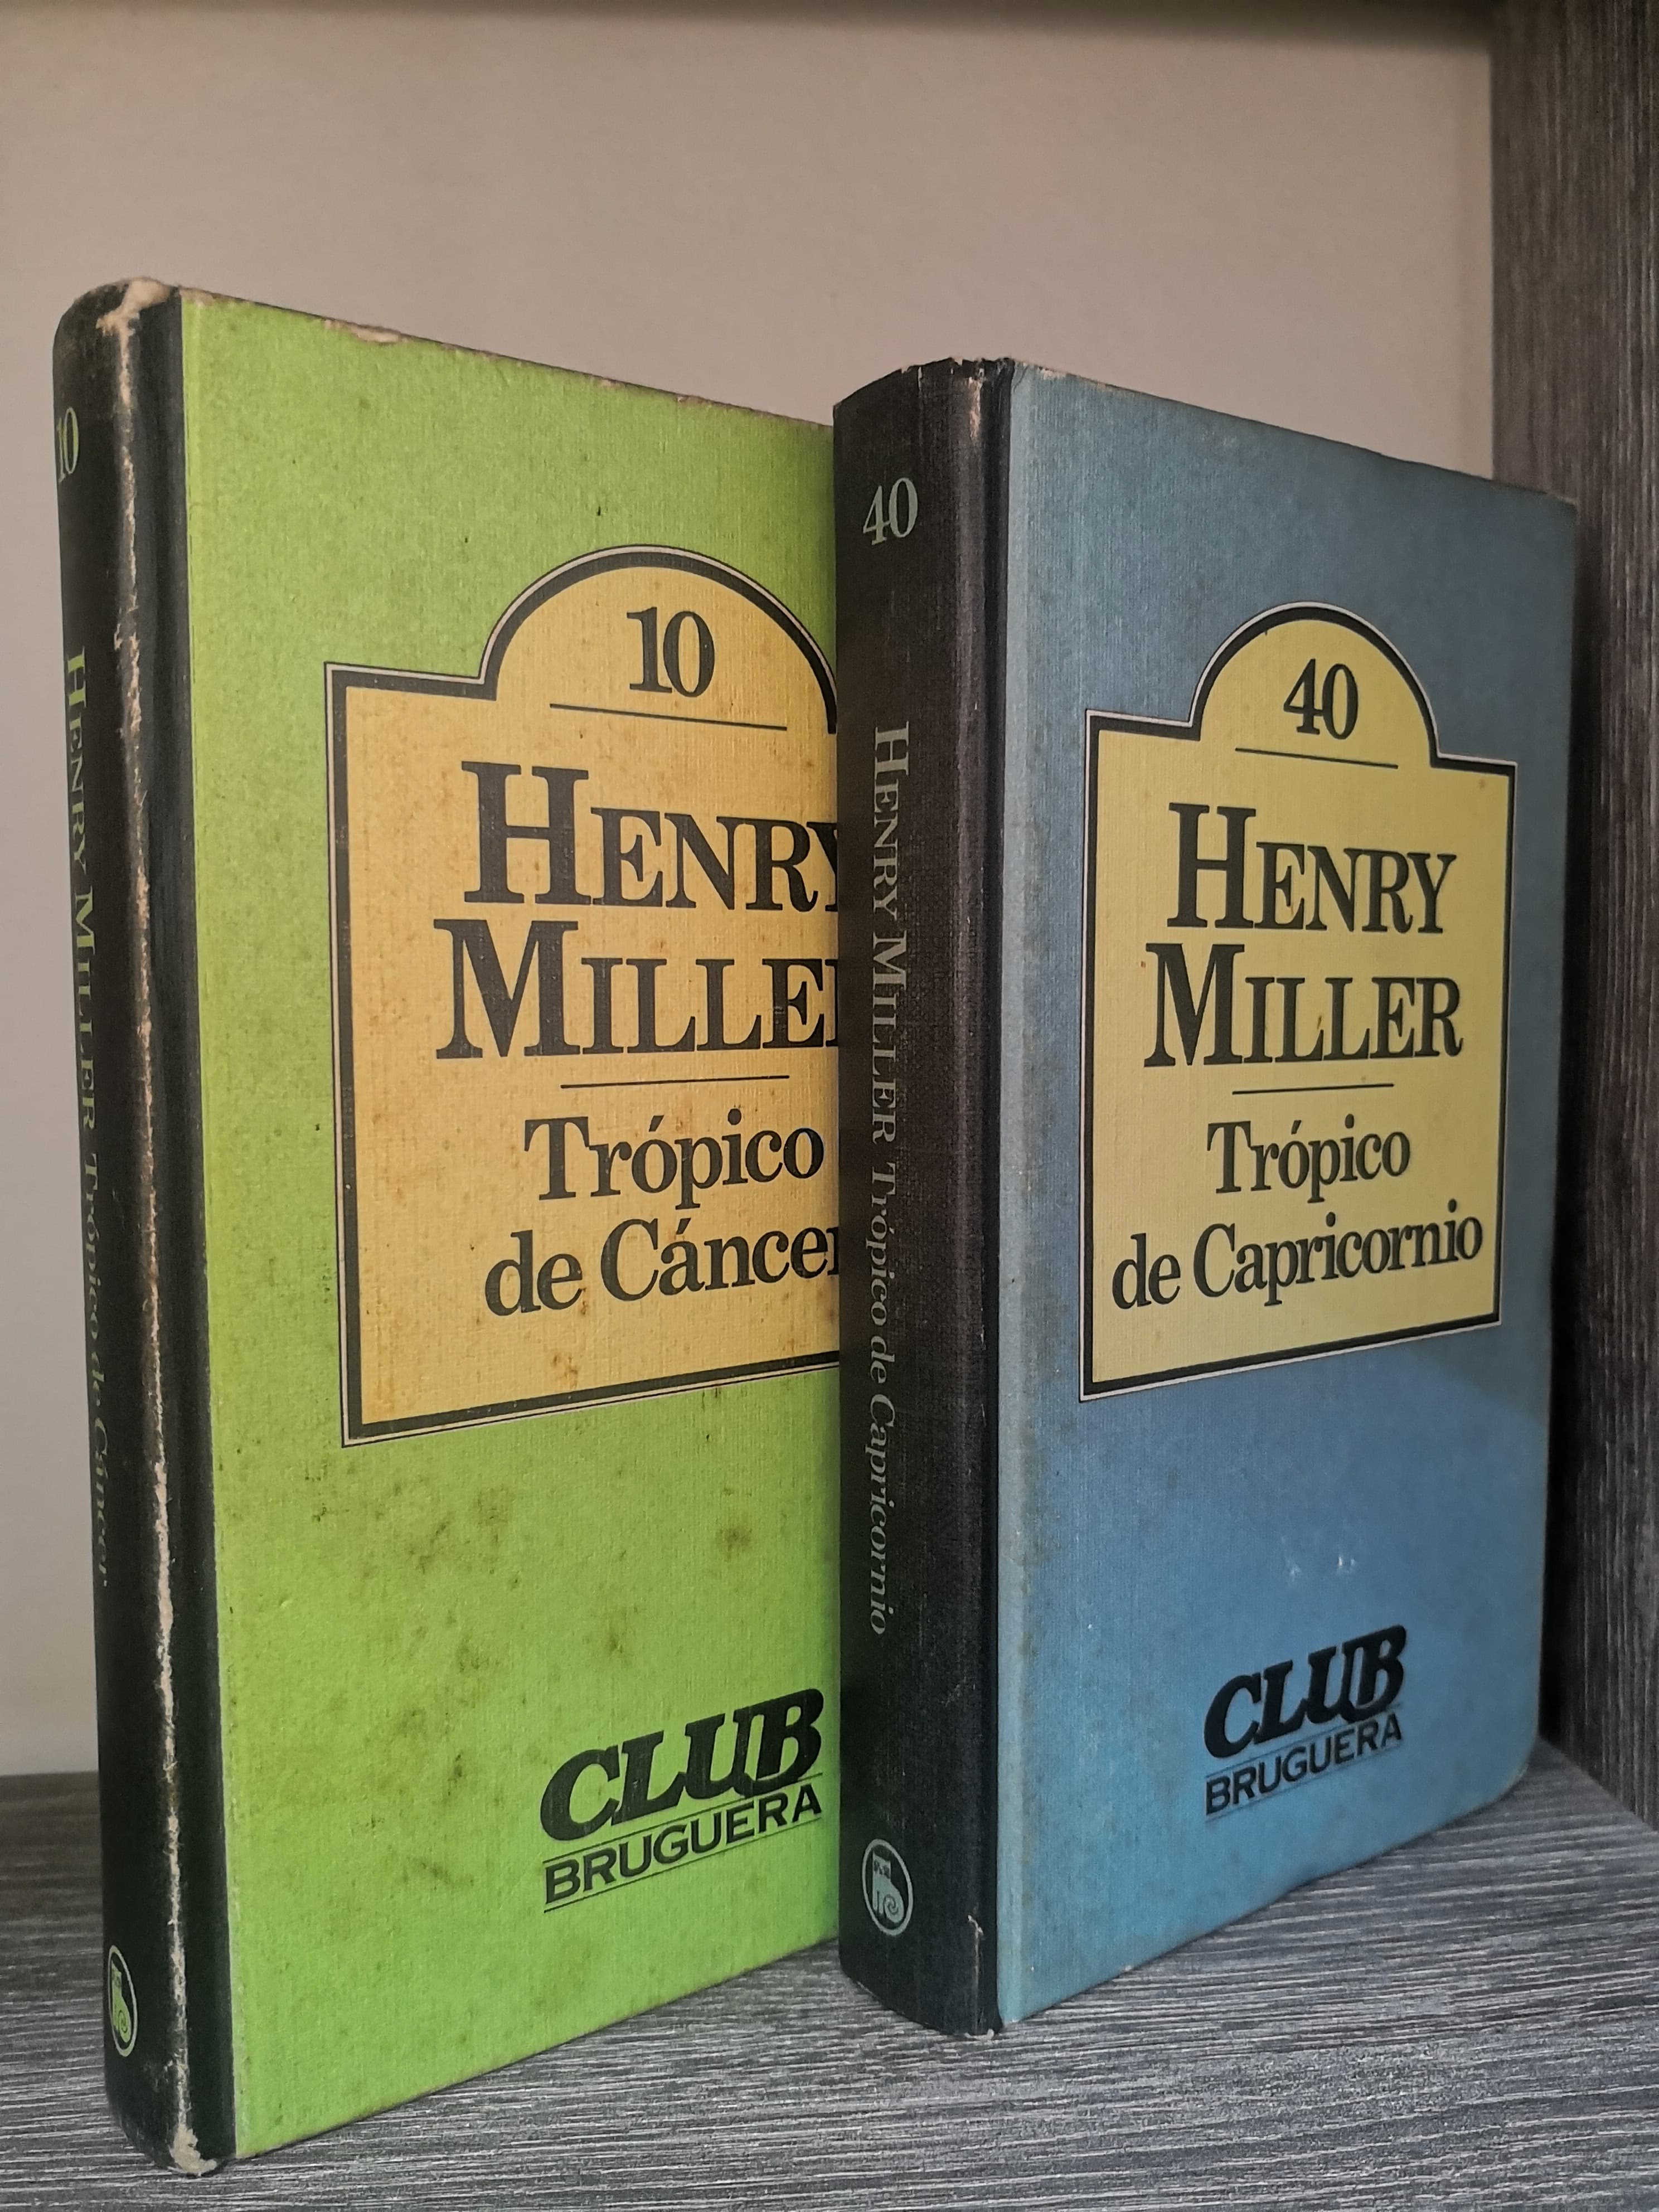 10
HENRY MILLER Trópico de Cáncer
10
HENRY
MILLER
Trópico
de Cáncer
CLUB
BRUGUERA
40
HENRY MILLER Trópico de Capricornio
40
HENRY
MILLER
Trópico
de Capricornio
CLUB
BRUGUERA